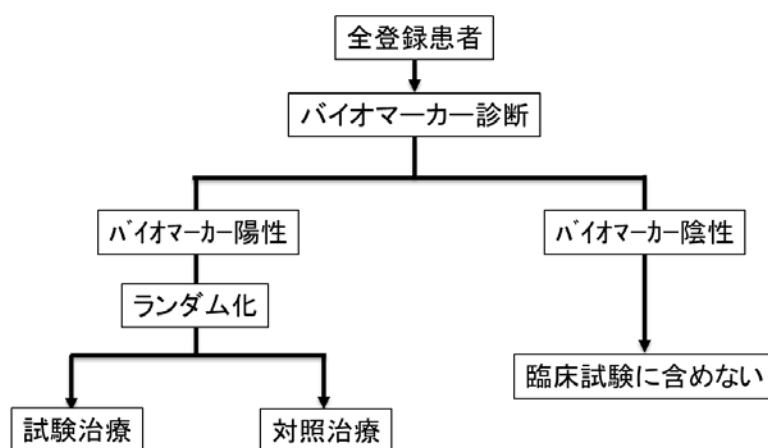 全登録患者
バイオマーカー診断
バイオマーカー陽性
バイオマーカー陰性
ランダム化
臨床試験に含めない
試験治療
対照治療